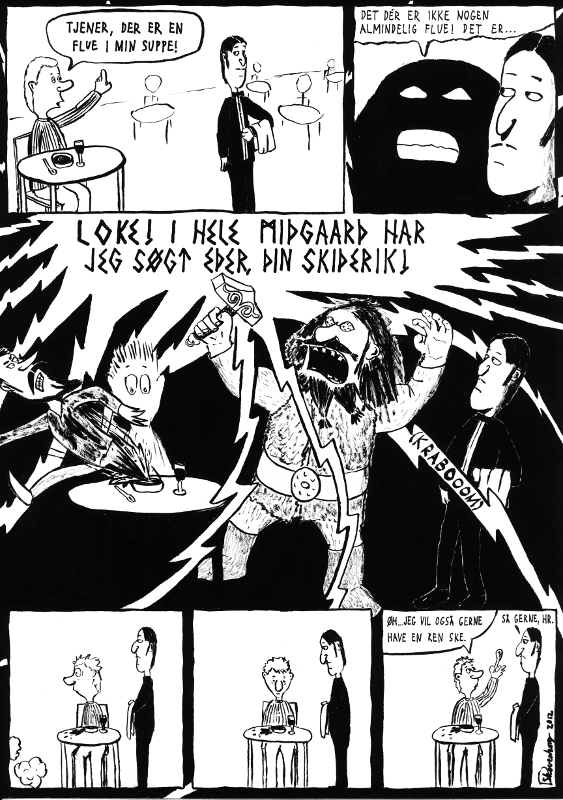 TJENER, DER ER EN
FLUE I MIN SUPPE!
DET DÉR ER IKKE NOGEN
ALMINDELIG FLUE! DET ER...
LOKE! I HELE MIDGAARD HAR
JEG SØGT EDER, DIN SKIDERIK!
KRABOOOM!
ØH...JEG VIL OGSÅ GERNE
HAVE EN REN SKE.
SÅ GERNE, HR.
2012